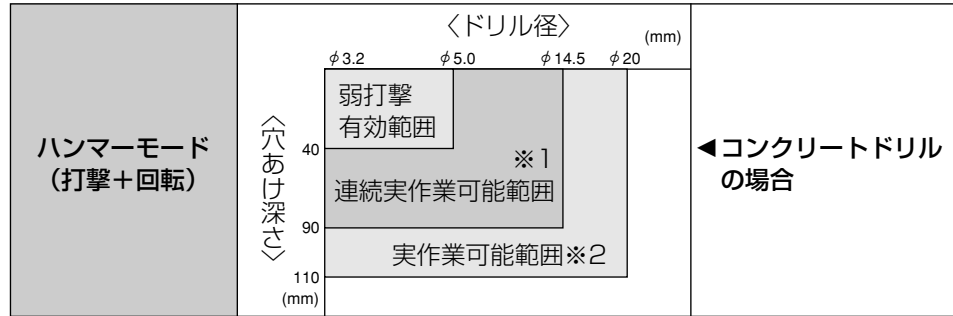 ハンマーモード
（打撃＋回転）
〈ドリル径〉
(mm)
φ3.2 φ5.0 φ14.5 φ20
〈穴あけ深さ〉
弱打撃
有効範囲
40
※1
連続実作業可能範囲
90
実作業可能範囲※2
110
(mm)
◀コンクリートドリル
の場合